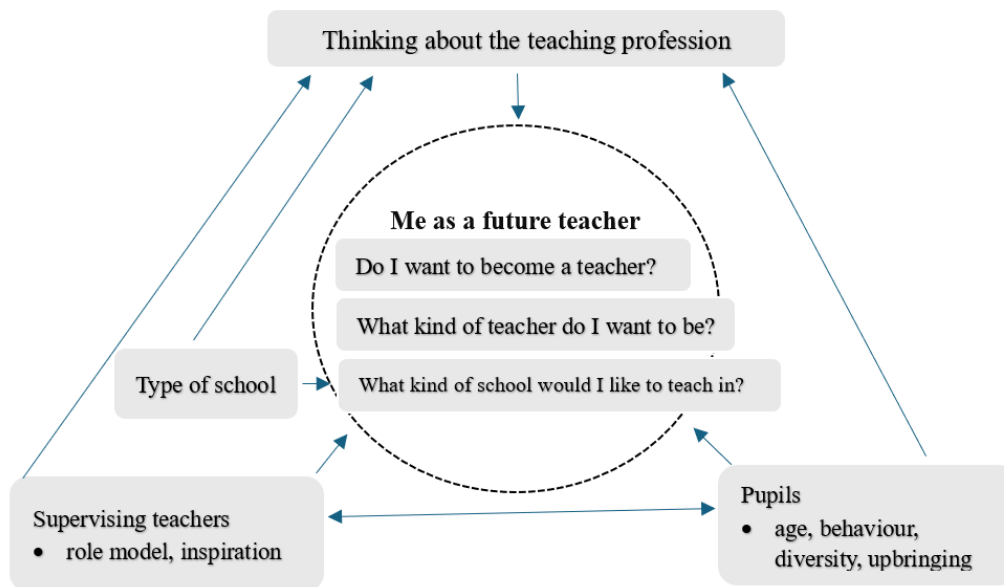 Thinking about the teaching profession
Me as a future teacher
Do I want to become a teacher?
What kind of teacher do I want to be?
Type of school
What kind of school would I like to teach in?
Supervising teachers
• role model, inspiration
Pupils
• age, behaviour,
diversity, upbringing